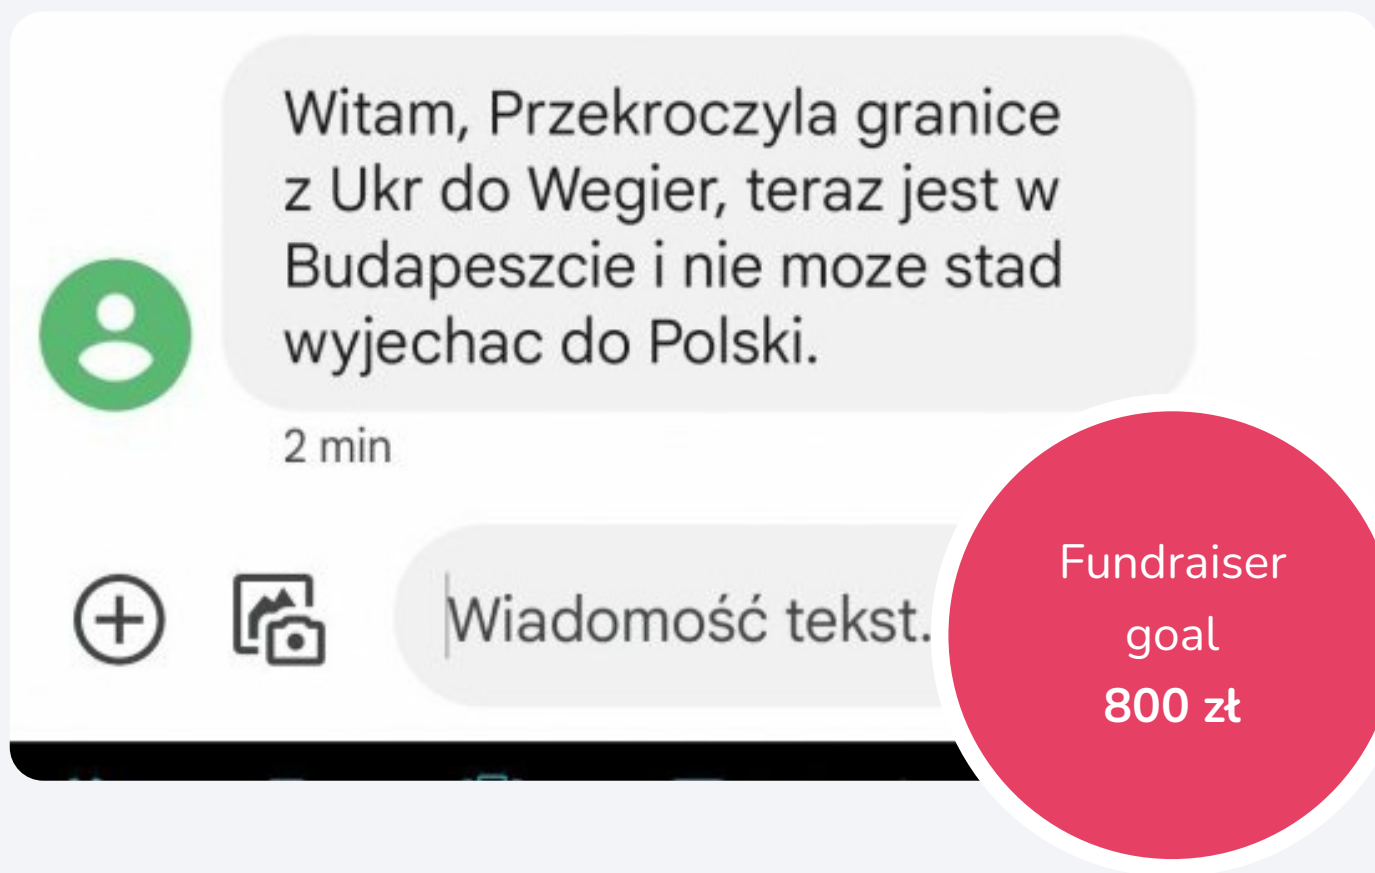 Witam, Przekroczyla granice
z Ukr do Wegier, teraz jest w
Budapeszcie i nie moze stad
wyjechac do Polski.
2 min
Wiadomość tekst.
Fundraiser
goal
800 zł